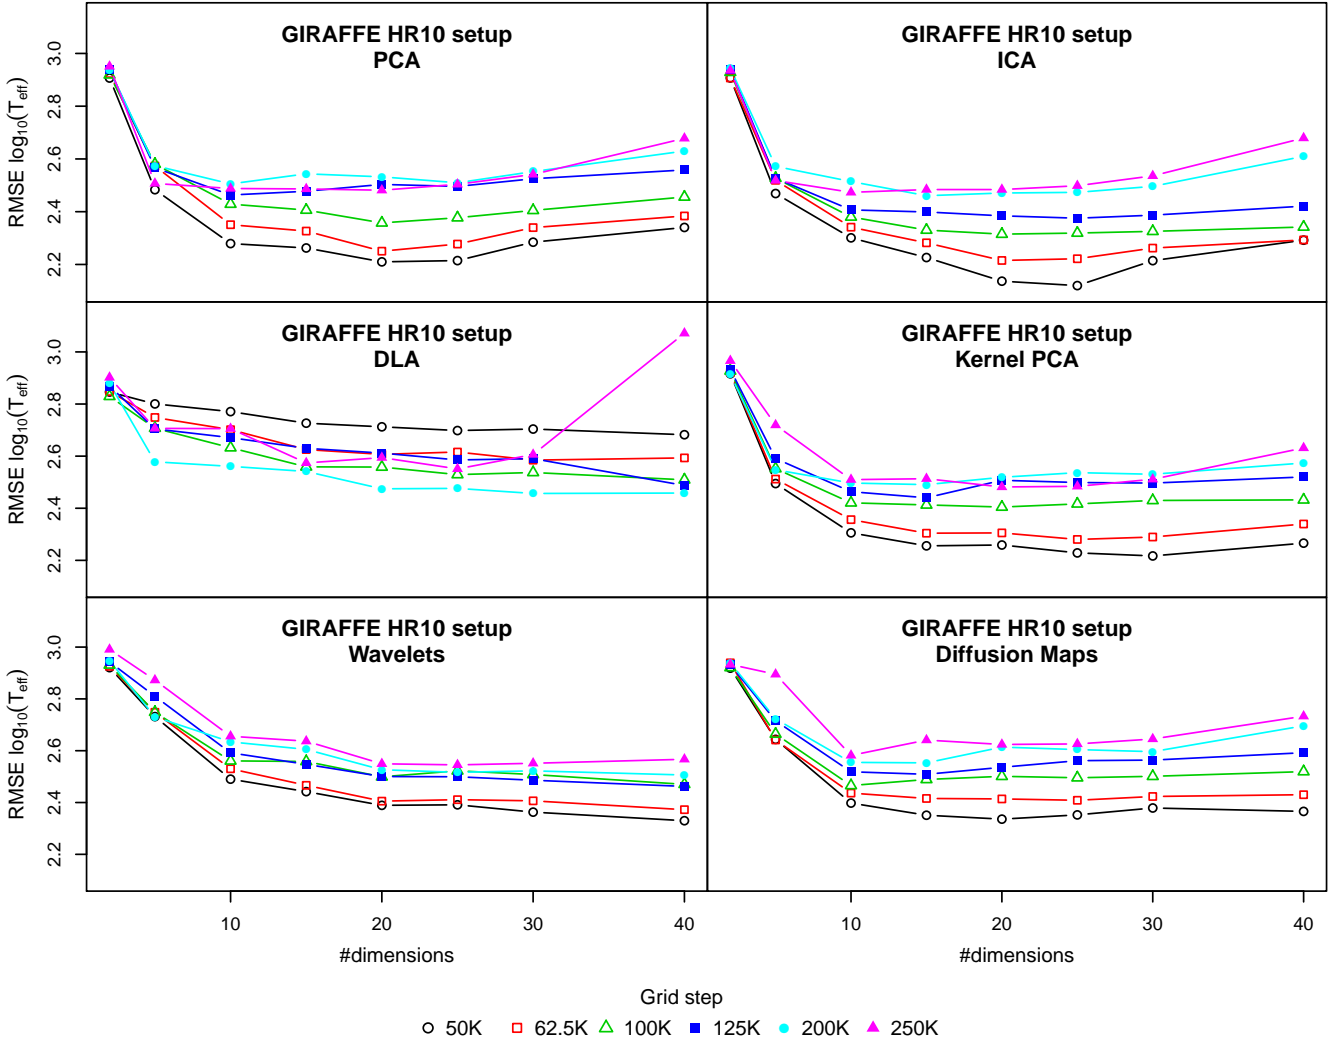 GIRAFFE HR10 setup
PCA
GIRAFFE HR10 setup
ICA
RMSE log10(Teff)
3.0
2.8
2.6
2.4
2.2
GIRAFFE HR10 setup
DLA
GIRAFFE HR10 setup
Kernel PCA
RMSE log10(Teff)
3.0
2.8
2.6
2.4
2.2
GIRAFFE HR10 setup
Wavelets
GIRAFFE HR10 setup
Diffusion Maps
RMSE log10(Teff)
3.0
2.8
2.6
2.4
2.2
10 20 30 40
10 20 30 40
#dimensions
#dimensions
Grid step
50K 62.5K 100K 125K 200K 250K